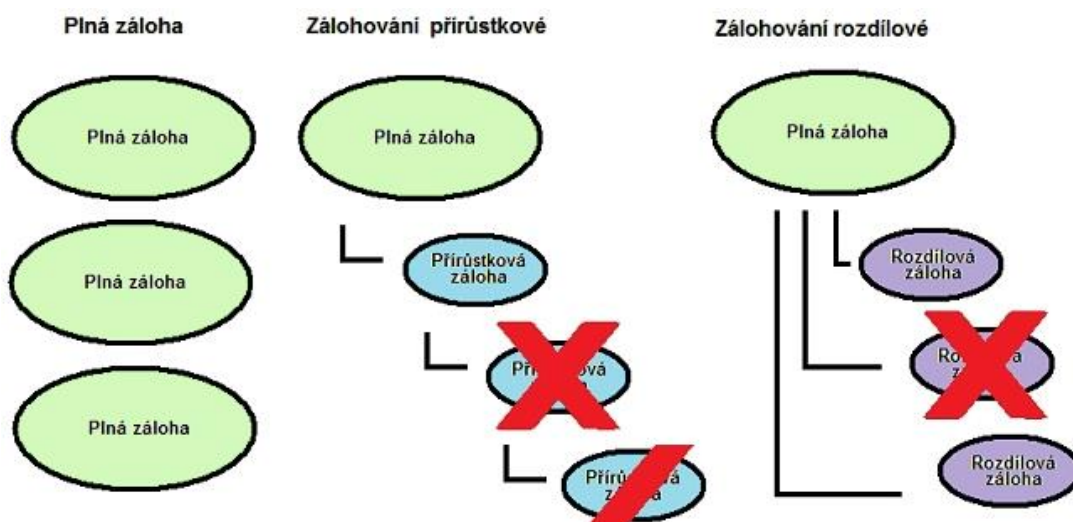 Plná záloha
Zálohování přírůstkové
Zálohování rozdílové
Plná záloha
Plná záloha
Plná záloha
Plná záloha
Přírůstková
záloha
Plná záloha
Rozdílová
záloha
Rozdílová
záloha